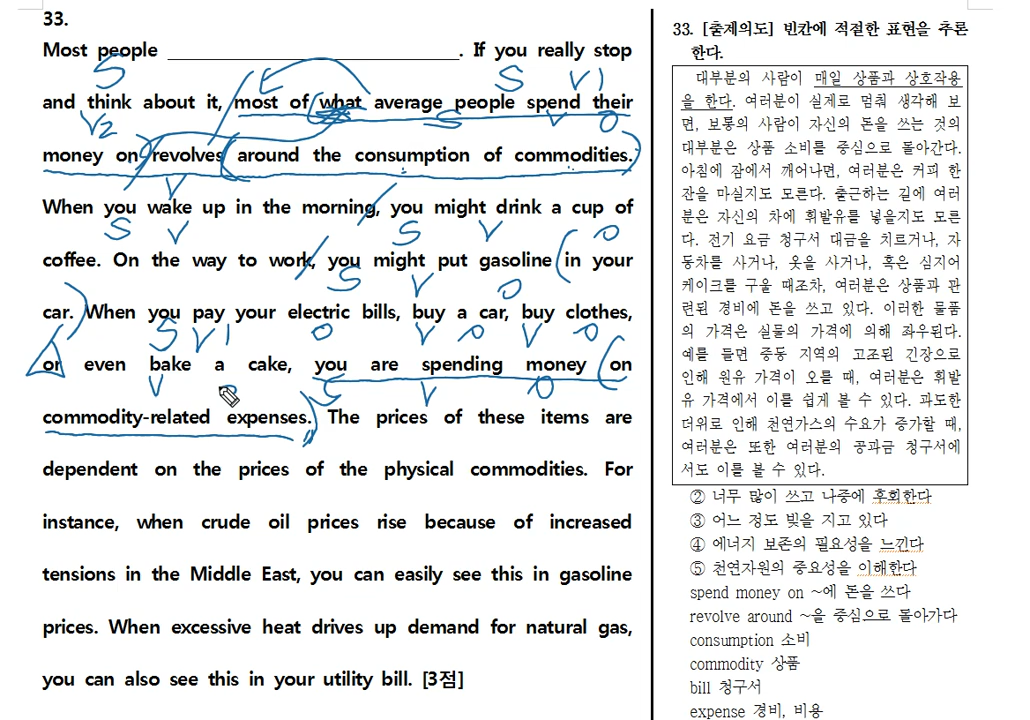 33.
Most people ______________________________. If you really stop
and think about it, most of what average people spend their
money on revolves around the consumption of commodities.
When you wake up in the morning, you might drink a cup of
coffee. On the way to work, you might put gasoline in your
car. When you pay your electric bills, buy a car, buy clothes,
or even bake a cake, you are spending money on
commodity-related expenses. The prices of these items are
dependent on the prices of the physical commodities. For
instance, when crude oil prices rise because of increased
tensions in the Middle East, you can easily see this in gasoline
prices. When excessive heat drives up demand for natural gas,
you can also see this in your utility bill. [3점]
33. [출제의도] 빈칸에 적절한 표현을 추론
한다.
대부분의 사람이 매일 상품과 상호작용
을 한다. 여러분이 실제로 멈춰 생각해 보
면, 보통의 사람이 자신의 돈을 쓰는 것의
대부분은 상품 소비를 중심으로 돌아간다.
아침에 잠에서 깨어나면, 여러분은 커피 한
잔을 마실지도 모른다. 출근하는 길에 여러
분은 자신의 차에 휘발유를 넣을지도 모른
다. 전기 요금 청구서 대금을 치르거나, 자
동차를 사거나, 옷을 사거나, 혹은 심지어
케이크를 구울 때조차, 여러분은 상품과 관
련된 경비에 돈을 쓰고 있다. 이러한 물품
의 가격은 실물의 가격에 의해 좌우된다.
예를 들면 중동 지역의 고조된 긴장으로
인해 원유 가격이 오를 때, 여러분은 휘발
유 가격에서 이를 쉽게 볼 수 있다. 과도한
더위로 인해 천연가스의 수요가 증가할 때,
여러분은 또한 여러분의 공과금 청구서에
서도 이를 볼 수 있다.
② 너무 많이 쓰고 나중에 후회한다
③ 어느 정도 빚을 지고 있다
④ 에너지 보존의 필요성을 느낀다
⑤ 천연자원의 중요성을 이해한다
spend money on ~에 돈을 쓰다
revolve around ~을 중심으로 돌아가다
consumption 소비
commodity 상품
bill 청구서
expense 경비, 비용